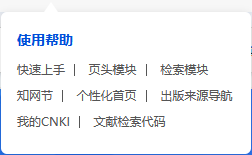 使用帮助
快速上手 | 页头模块 | 检索模块
知网节 | 个性化首页 | 出版来源导航
我的CNKI | 文献检索代码